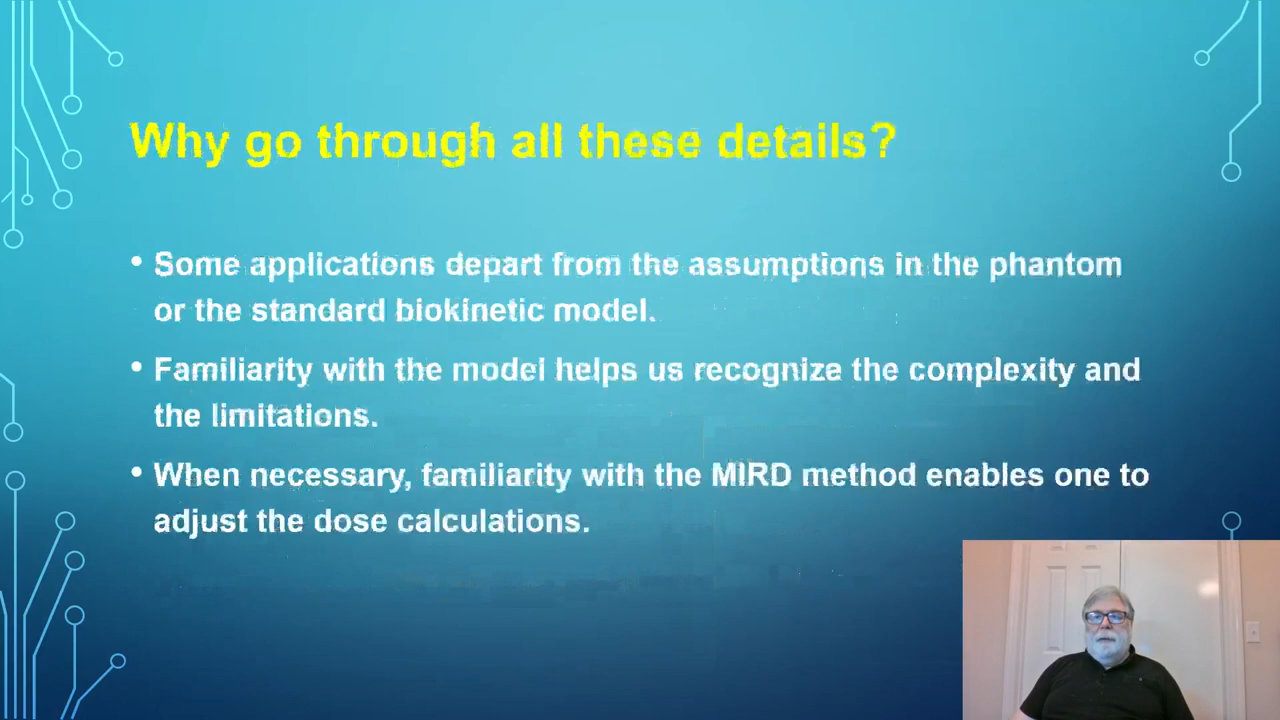 Why go through all these details?
• Some applications depart from the assumptions in the phantom
or the standard biokinetic model.
• Familiarity with the model helps us recognize the complexity and
the limitations.
• When necessary, familiarity with the MIRD method enables one to
adjust the dose calculations.